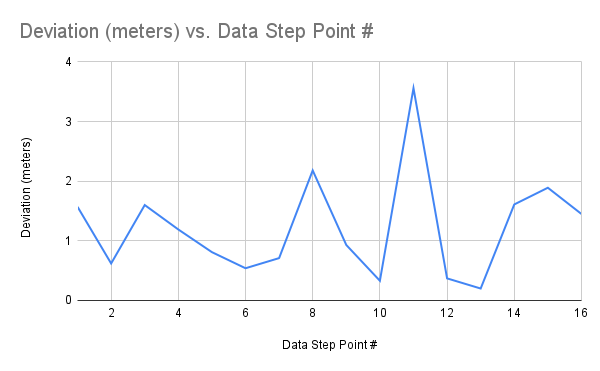 Deviation (meters) vs. Data Step Point #
4
3
2
1
0
Deviation (meters)
2 4 6 8 10 12 14 16
Data Step Point #